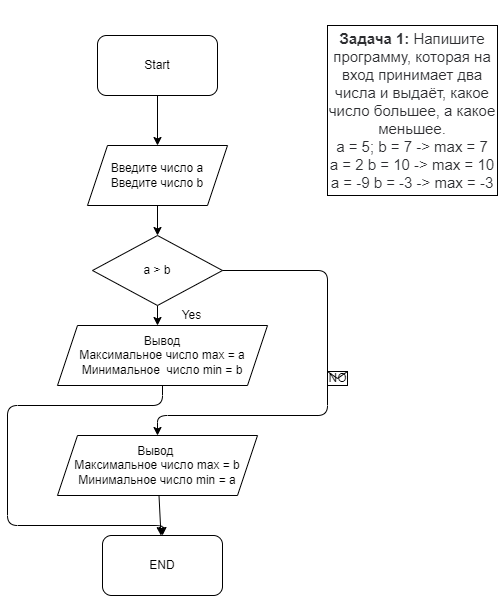 Start
Задача 1: Напишите
программу, которая на
вход принимает два
числа и выдаёт, какое
число большее, а какое
меньшее.
a = 5; b = 7 -> max = 7
a = 2 b = 10 -> max = 10
a = -9 b = -3 -> max = -3
Введите число a
Введите число b
a > b
Yes
Вывод
Максимальное число max = a
Минимальное число min = b
NO
Вывод
Максимальное число max = b
Минимальное число min = a
END